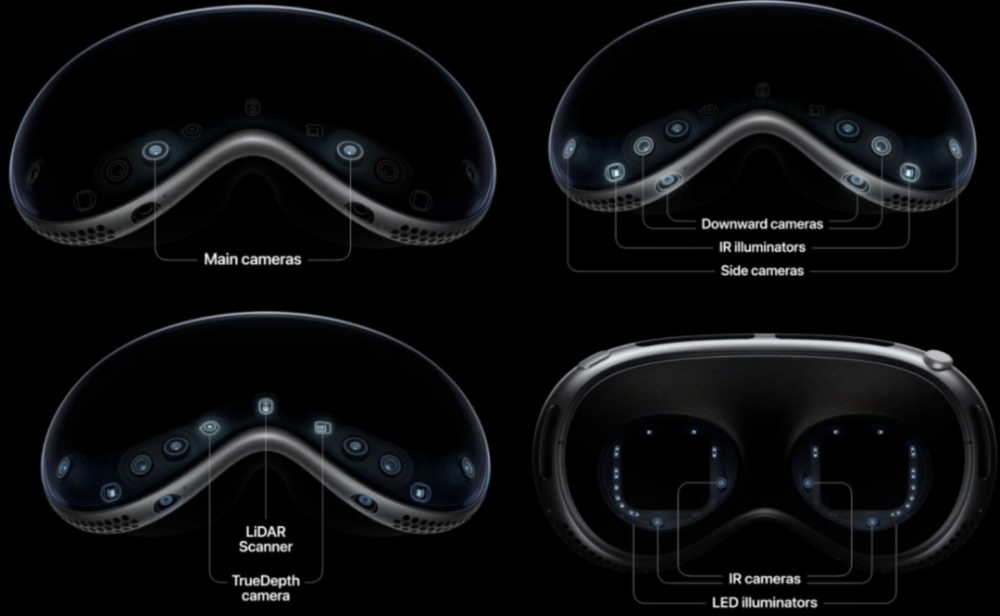 Main cameras
Downward cameras
IR illuminators
Side cameras
LiDAR
Scanner
TrueDepth
camera
IR cameras
LED illuminators